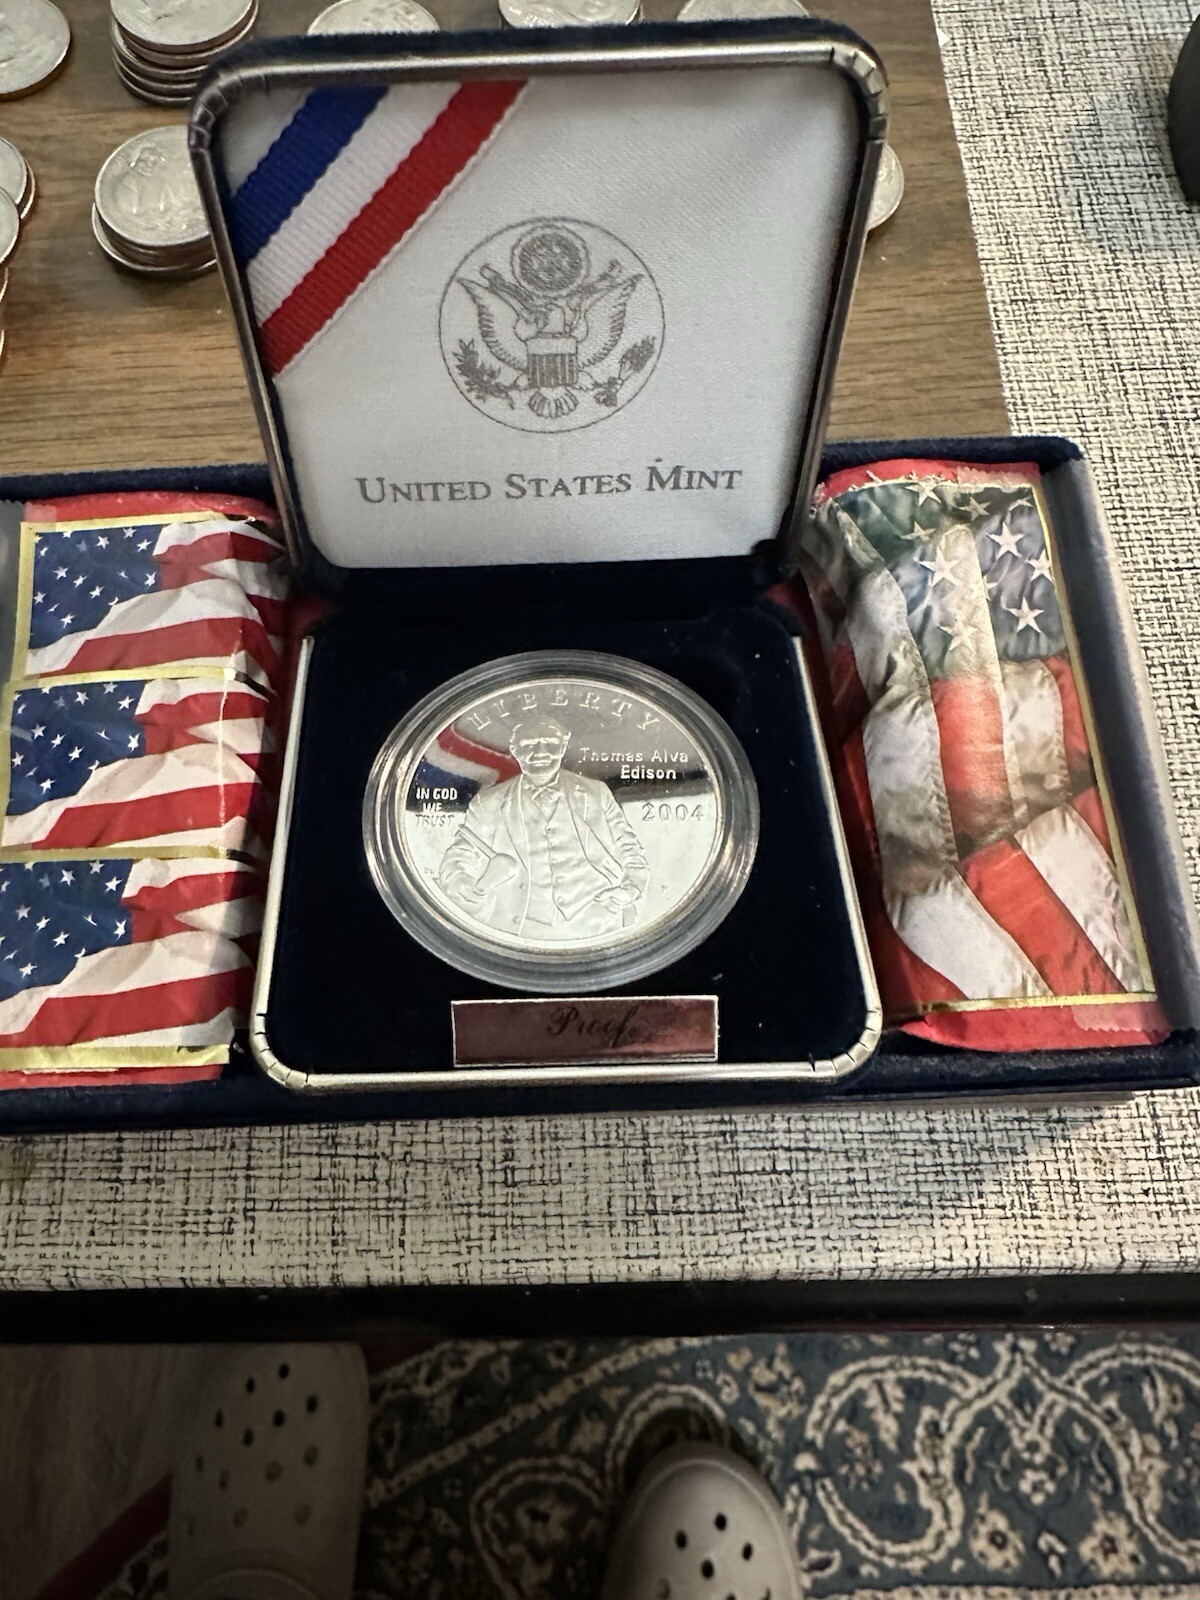 UNITED STATES MINT
LIBERTY
Thomas Alva
Edison
IN GOD
WE
TRUST
2004
P
Proof